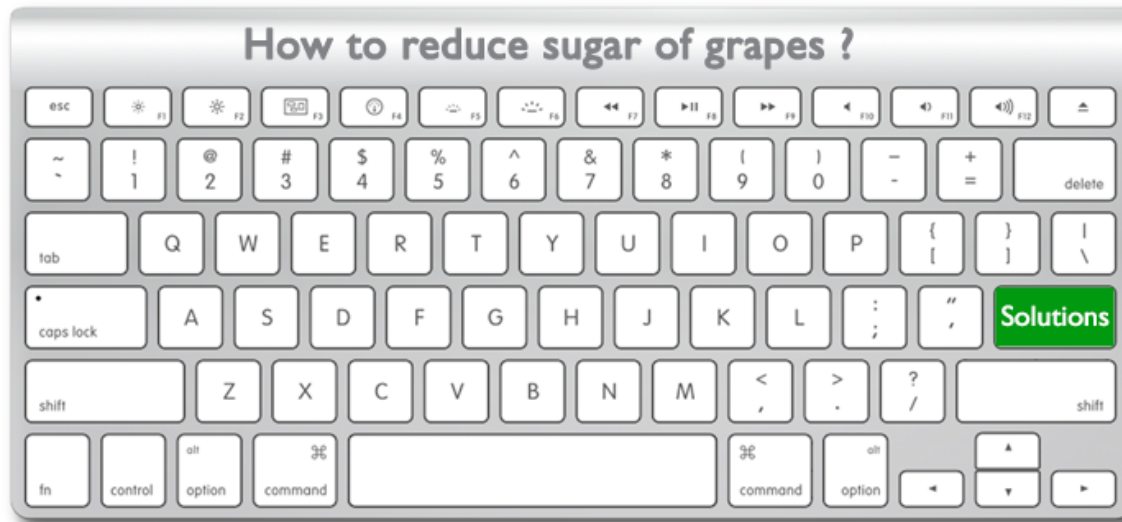 How to reduce sugar of grapes ?
esc F1 F2 F3 F4 F5 F6 F7 F8 F9 F10 F11 F12
~ ! @ # $ % ^ & * ( ) – +
` 1 2 3 4 5 6 7 8 9 0 - = delete
tab Q W E R T Y U I O P { } |
[ ] \
caps lock A S D F G H J K L : " Solutions
; '
shift Z X C V B N M < > ? shift
, . /
alt ⌘ ⌘ alt
fn control option command command option